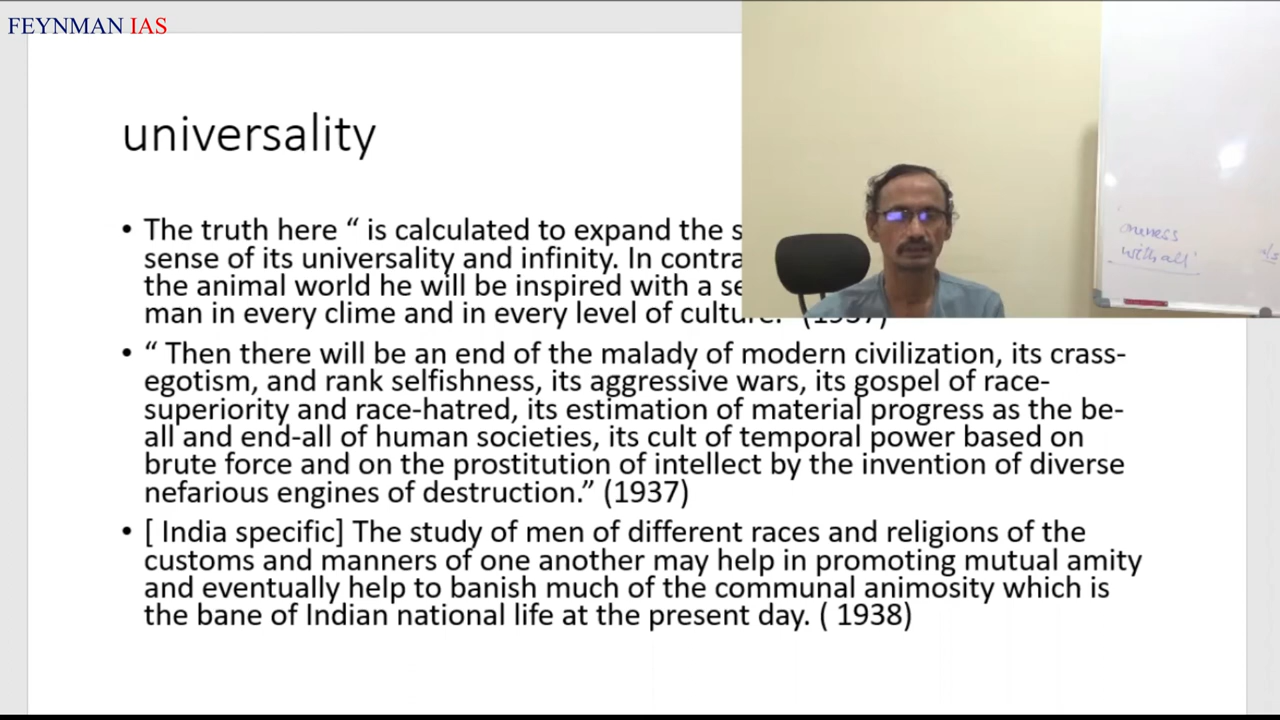 FEYNMAN IAS
universality
• The truth here “ is calculated to expand the
sense of its universality and infinity. In
the animal world he will be inspired with a
man in every clime and in every level of culture.” (1937)
• “ Then there will be an end of the malady of modern civilization, its crass-
egotism, and rank selfishness, its aggressive wars, its gospel of race-
superiority and race-hatred, its estimation of material progress as the be-
all and end-all of human societies, its cult of temporal power based on
brute force and on the prostitution of intellect by the invention of diverse
nefarious engines of destruction.” (1937)
• [ India specific] The study of men of different races and religions of the
customs and manners of one another may help in promoting mutual amity
and eventually help to banish much of the communal animosity which is
the bane of Indian national life at the present day. ( 1938)
oneness
with all